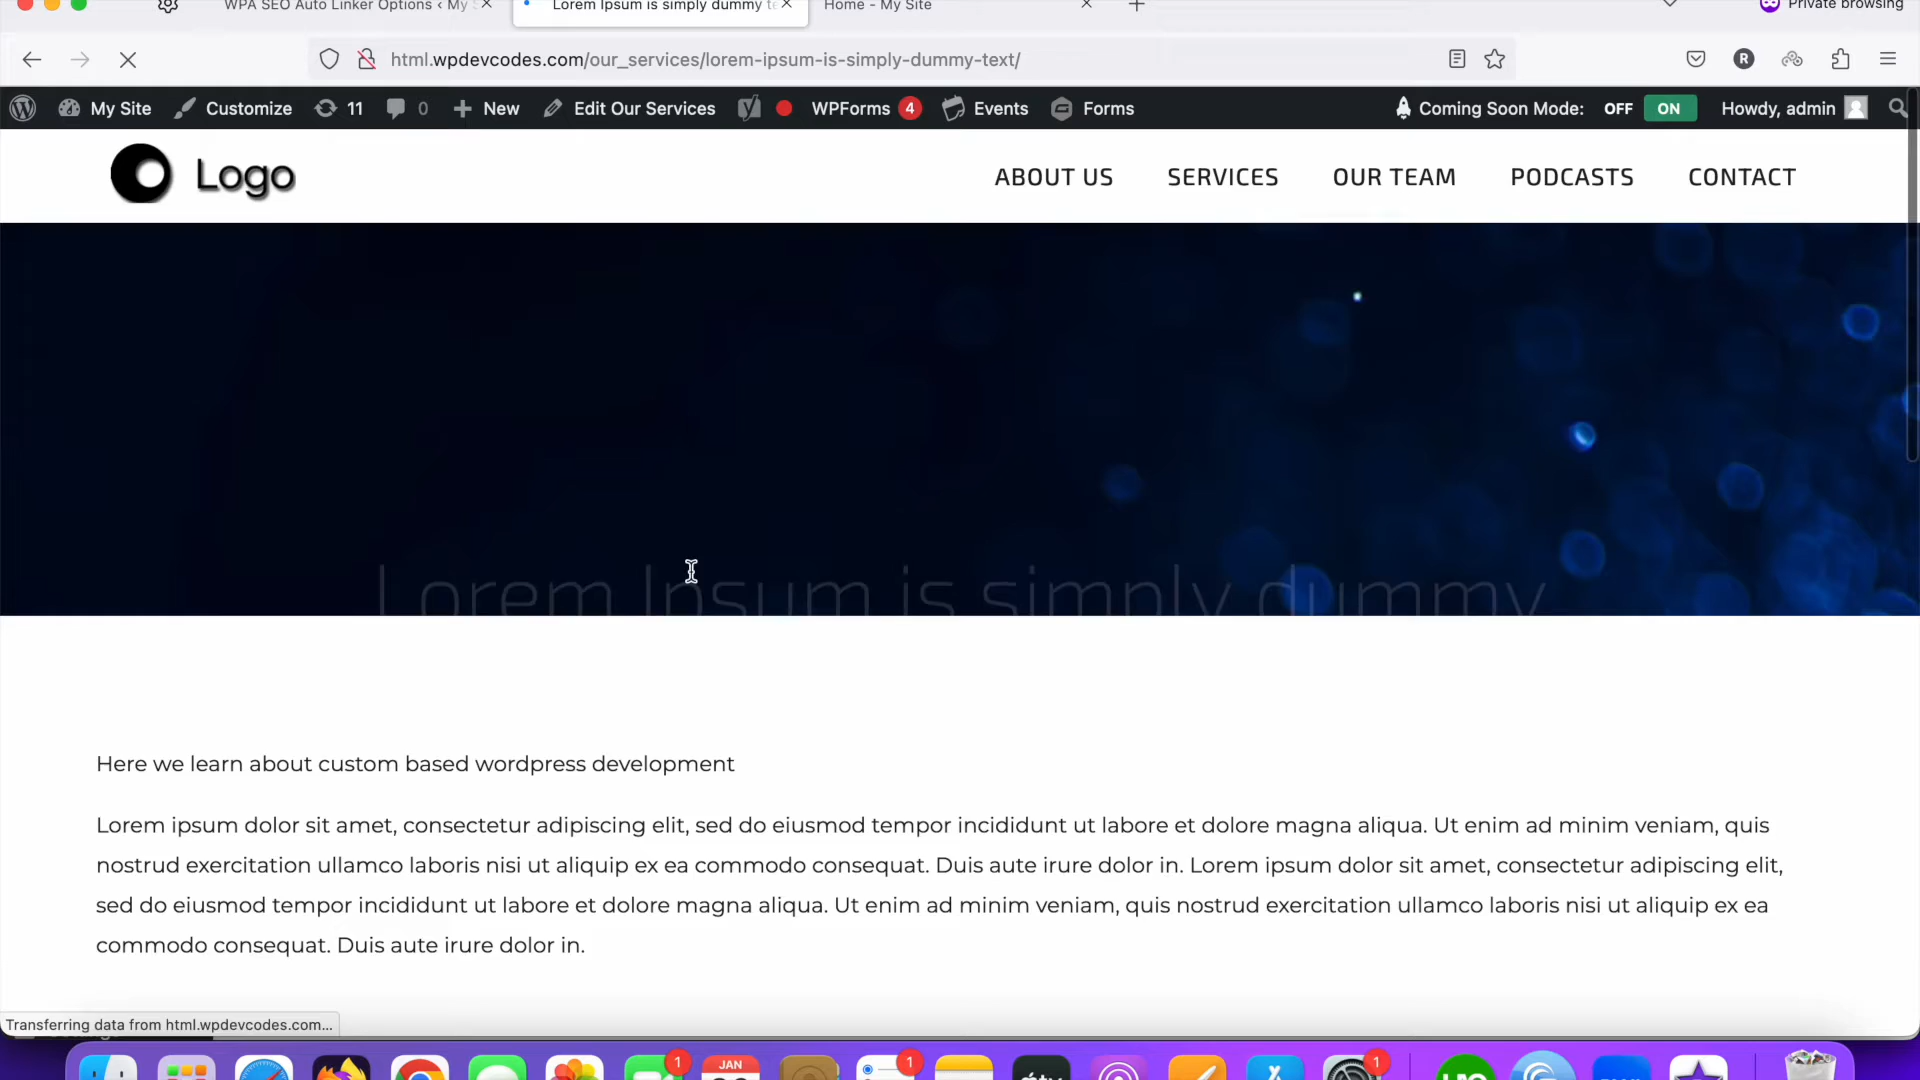 WPA SEO Auto Linker Options ‹ My S
Lorem Ipsum is simply dummy te
Home - My Site
Private browsing
html.wpdevcodes.com/our_services/lorem-ipsum-is-simply-dummy-text/
R
My Site
Customize
11
0
New
Edit Our Services
WPForms 4
Events
Forms
Coming Soon Mode: OFF ON
Howdy, admin
Logo
ABOUT US
SERVICES
OUR TEAM
PODCASTS
CONTACT
Lorem Ipsum is simply dummy
Here we learn about custom based wordpress development
Lorem ipsum dolor sit amet, consectetur adipiscing elit, sed do eiusmod tempor incididunt ut labore et dolore magna aliqua. Ut enim ad minim veniam, quis
nostrud exercitation ullamco laboris nisi ut aliquip ex ea commodo consequat. Duis aute irure dolor in. Lorem ipsum dolor sit amet, consectetur adipiscing elit,
sed do eiusmod tempor incididunt ut labore et dolore magna aliqua. Ut enim ad minim veniam, quis nostrud exercitation ullamco laboris nisi ut aliquip ex ea
commodo consequat. Duis aute irure dolor in.
Transferring data from html.wpdevcodes.com...
1
JAN
1
1